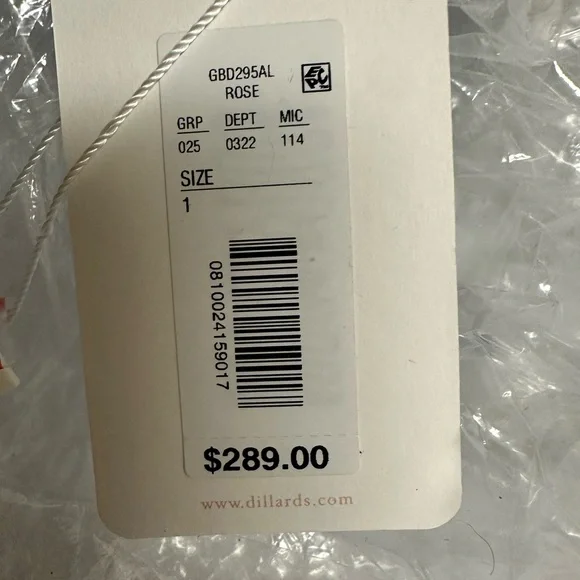 GBD295AL
ROSE
GRP DEPT MIC
025 0322 114
SIZE
1
0810024159017
$289.00
www.dillards.com